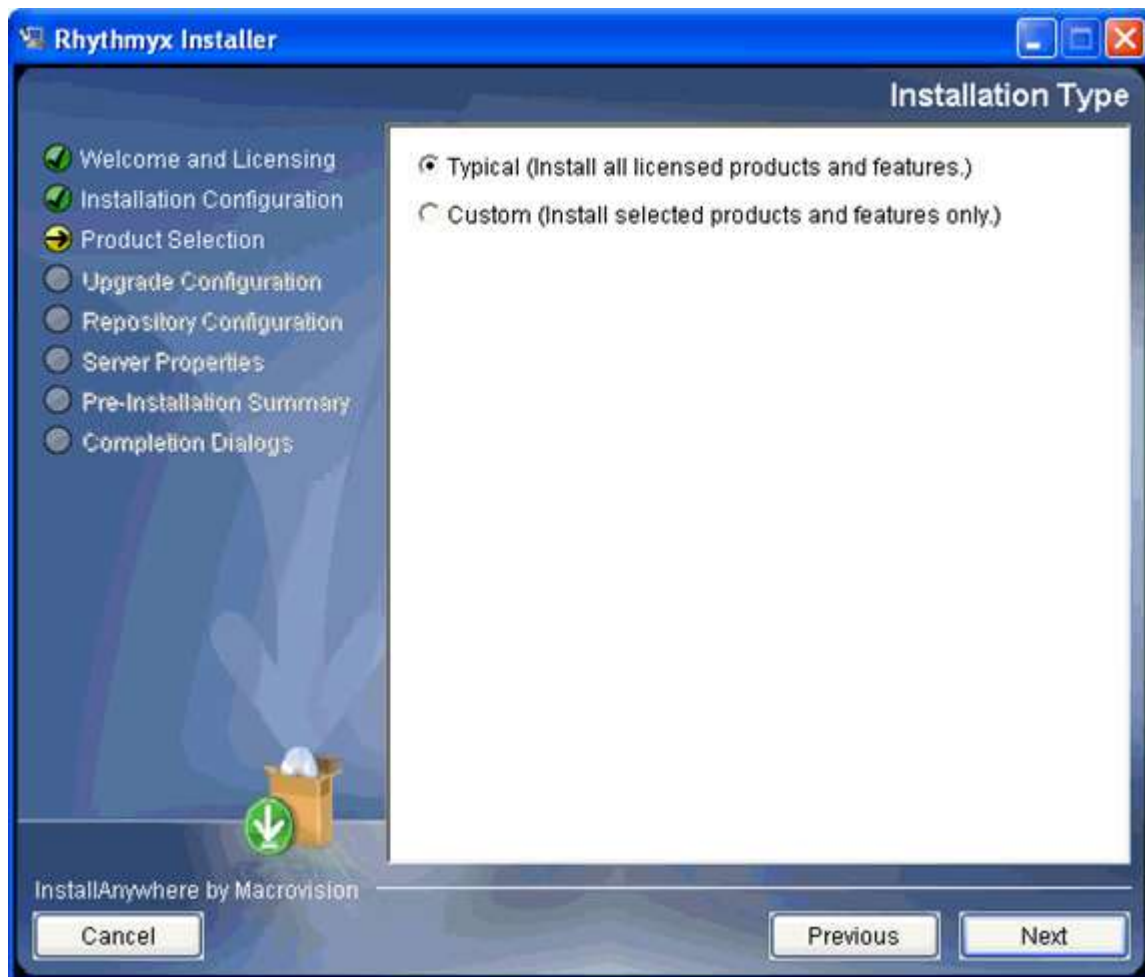 Rhythmyx Installer
Installation Type
Welcome and Licensing
Installation Configuration
Product Selection
Upgrade Configuration
Repository Configuration
Server Properties
Pre-Installation Summary
Completion Dialogs
Typical (Install all licensed products and features.)
Custom (Install selected products and features only.)
InstallAnywhere by Macrovision
Cancel
Previous
Next